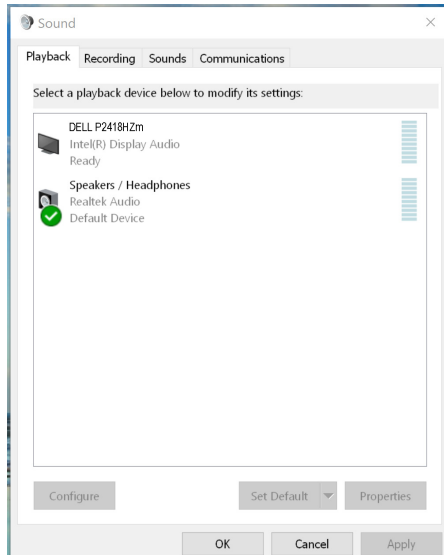 Sound
Playback Recording Sounds Communications
Select a playback device below to modify its settings:
DELL P2418HZm
Intel(R) Display Audio
Ready
Speakers / Headphones
Realtek Audio
Default Device
Configure Set Default Properties
OK Cancel Apply